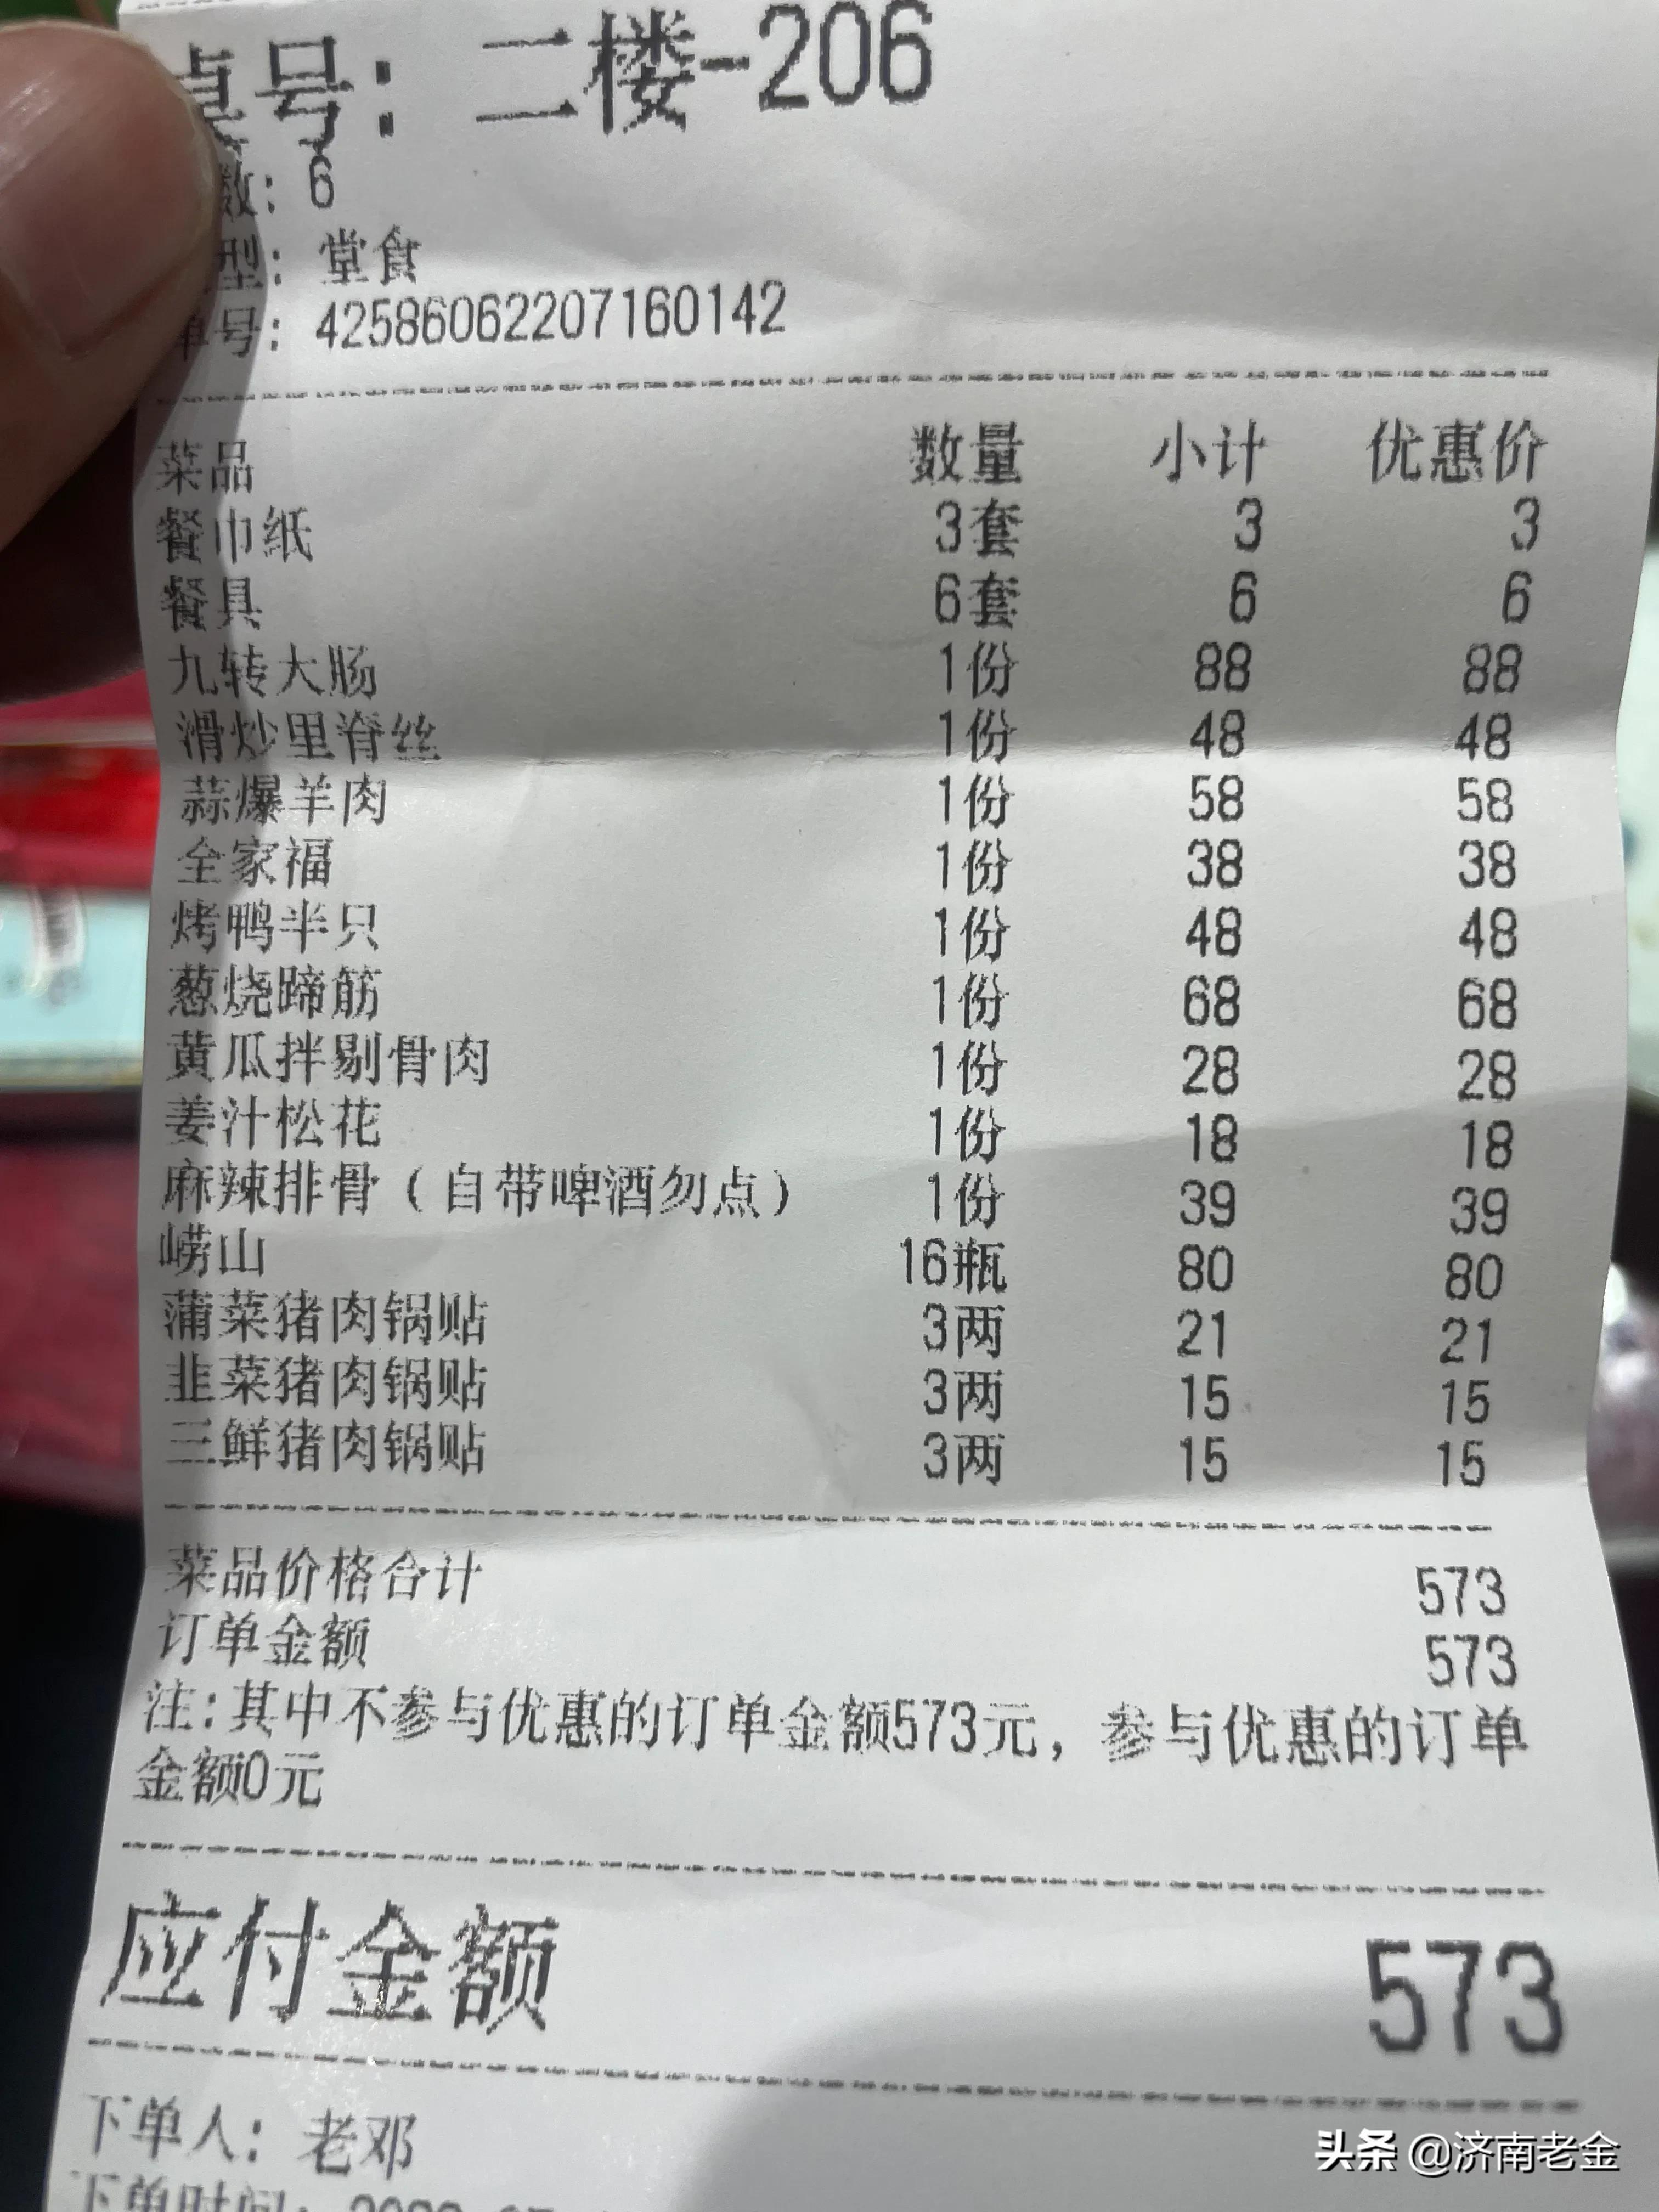 桌号：二楼-206
数：6
型：堂食
单号：42586062207160142
菜品 数量 小计 优惠价
餐巾纸 3套 3 3
餐具 6套 6 6
九转大肠 1份 88 88
滑炒里脊丝 1份 48 48
蒜爆羊肉 1份 58 58
全家福 1份 38 38
烤鸭半只 1份 48 48
葱烧蹄筋 1份 68 68
黄瓜拌剔骨肉 1份 28 28
姜汁松花 1份 18 18
麻辣排骨（自带啤酒勿点） 1份 39 39
崂山 16瓶 80 80
蒲菜猪肉锅贴 3两 21 21
韭菜猪肉锅贴 3两 15 15
三鲜猪肉锅贴 3两 15 15
菜品价格合计 573
订单金额 573
注：其中不参与优惠的订单金额573元，参与优惠的订单
金额0元
应付金额 573
下单人：老邓
下单时间：
头条 @济南老金